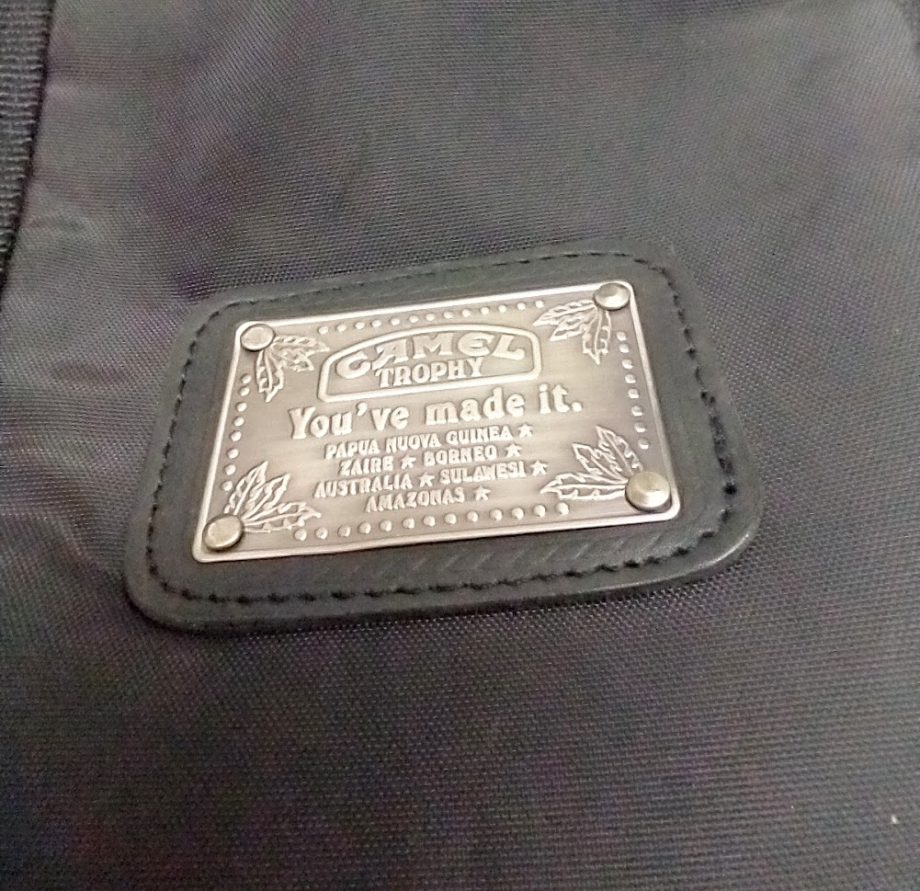 CAMEL
TROPHY
You've made it.
PAPUA NUOVA GUINEA ★
ZAIRE ★ BORNEO ★
AUSTRALIA ★ SULAWESI ★
AMAZONAS ★